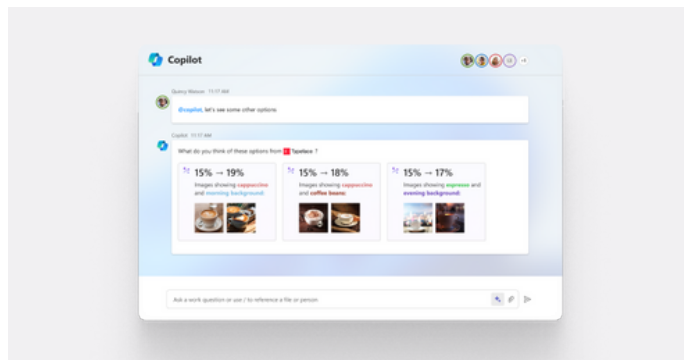 Copilot
+5
Quincy Watson 11:17 AM
@copilot, let's see some other options
Copilot 11:17 AM
What do you think of these options from Typeface ?
15% → 19%
Images showing cappuccino
and morning background:
15% → 18%
Images showing cappuccino
and coffee beans:
15% → 17%
Images showing espresso and
evening background:
Ask a work question or use / to reference a file or person